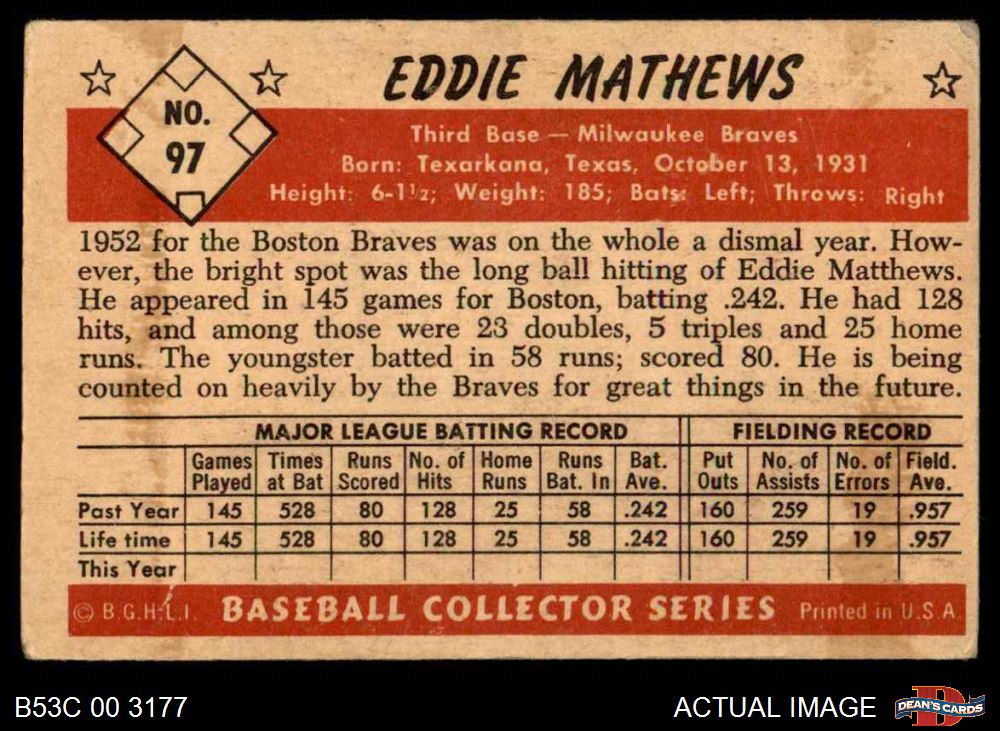 NO.
97
EDDIE MATHEWS
Third Base — Milwaukee Braves
Born: Texarkana, Texas, October 13, 1931
Height: 6-1½; Weight: 185; Bats: Left; Throws: Right
1952 for the Boston Braves was on the whole a dismal year. How-
ever, the bright spot was the long ball hitting of Eddie Matthews.
He appeared in 145 games for Boston, batting .242. He had 128
hits, and among those were 23 doubles, 5 triples and 25 home
runs. The youngster batted in 58 runs; scored 80. He is being
counted on heavily by the Braves for great things in the future.
MAJOR LEAGUE BATTING RECORD FIELDING RECORD
Games Times Runs No. of Home Runs Bat. Put No. of No. of Field.
Played at Bat Scored Hits Runs Bat. In Ave. Outs Assists Errors Ave.
Past Year 145 528 80 128 25 58 .242 160 259 19 .957
Life time 145 528 80 128 25 58 .242 160 259 19 .957
This Year
© B.G.H.L.I. BASEBALL COLLECTOR SERIES Printed in U.S.A.
B53C 00 3177 ACTUAL IMAGE DEAN'S CARDS